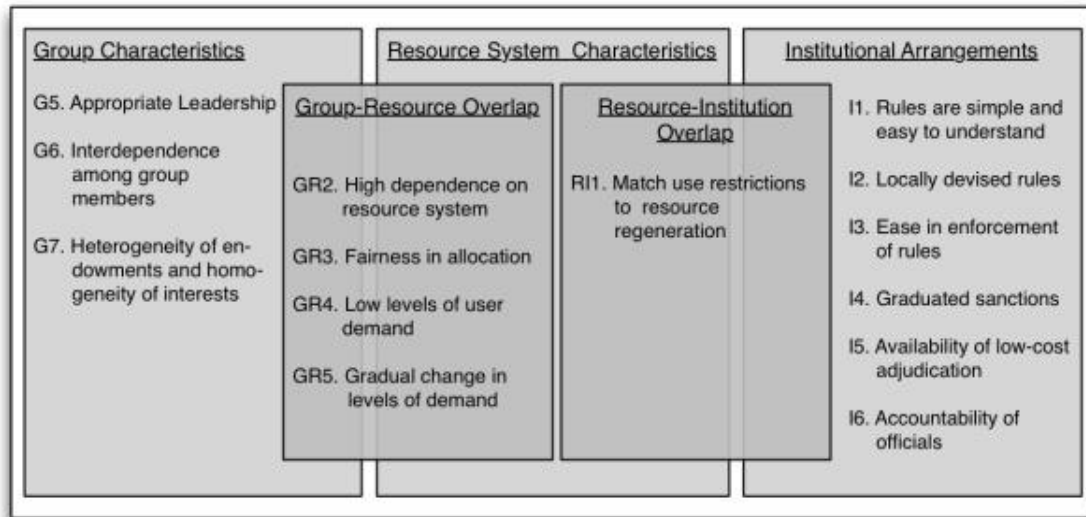 Group Characteristics
G5. Appropriate Leadership
G6. Interdependence
among group
members
G7. Heterogeneity of en-
dowments and homo-
geneity of interests
Resource System Characteristics
Group-Resource Overlap
GR2. High dependence on
resource system
GR3. Fairness in allocation
GR4. Low levels of user
demand
GR5. Gradual change in
levels of demand
Resource-Institution
Overlap
RI1. Match use restrictions
to resource
regeneration
Institutional Arrangements
I1. Rules are simple and
easy to understand
I2. Locally devised rules
I3. Ease in enforcement
of rules
I4. Graduated sanctions
I5. Availability of low-cost
adjudication
I6. Accountability of
officials